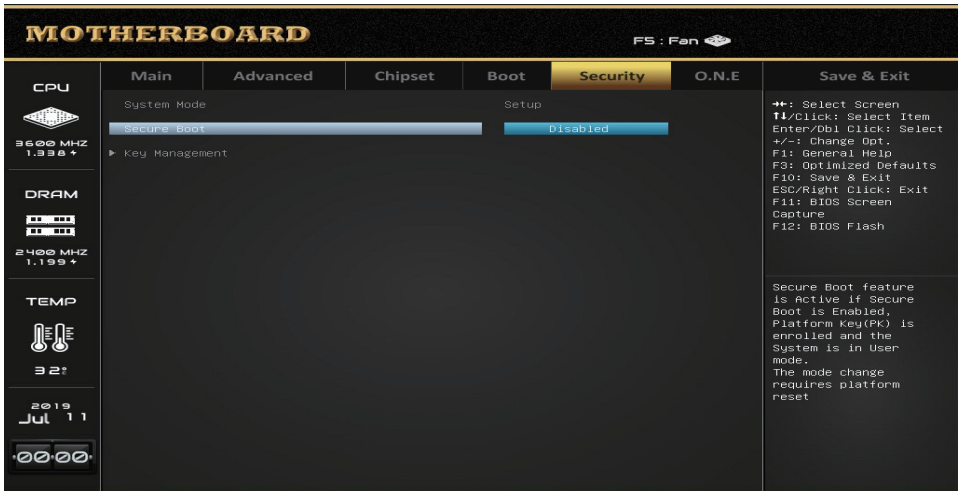 MOTHERBOARD
F5 : Fan
Main Advanced Chipset Boot Security O.N.E Save & Exit
CPU
3600 MHZ
1.338
DRAM
2400 MHZ
1.199
TEMP
32°c
2019
Jul 11
00:00
System Mode Setup
Secure Boot Disabled
▶ Key Management
→←: Select Screen
↑↓/Click: Select Item
Enter/Dbl Click: Select
+/-: Change Opt.
F1: General Help
F3: Optimized Defaults
F10: Save & Exit
ESC/Right Click: Exit
F11: BIOS Screen
Capture
F12: BIOS Flash
Secure Boot feature
is Active if Secure
Boot is Enabled,
Platform Key(PK) is
enrolled and the
System is in User
mode.
The mode change
requires platform
reset